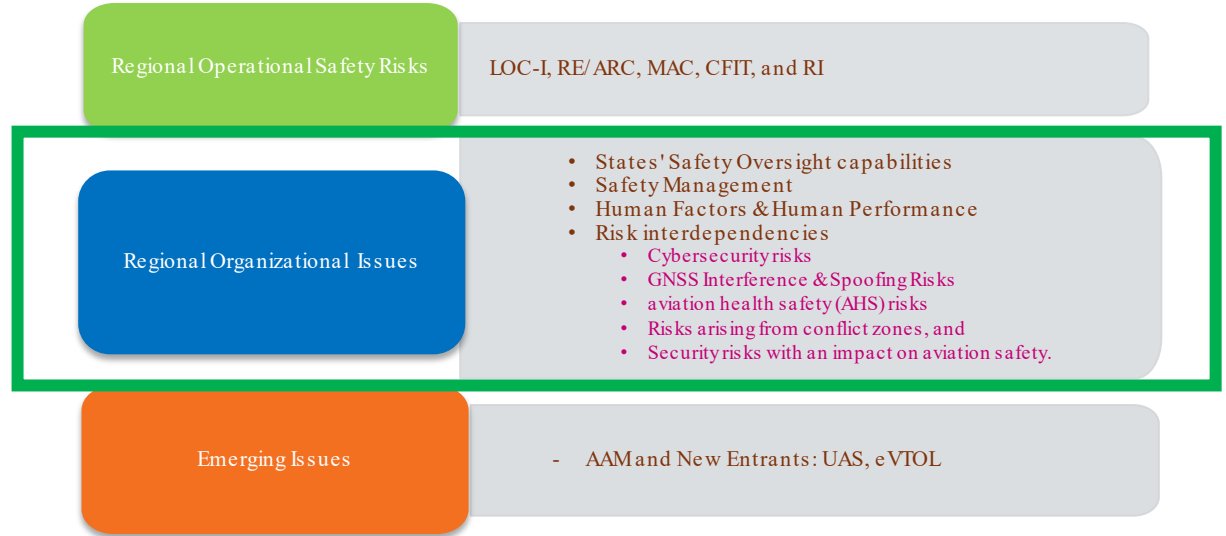 Regional Operational Safety Risks
LOC-I, RE/ARC, MAC, CFIT, and RI
Regional Organizational Issues
• States' Safety Oversight capabilities
• Safety Management
• Human Factors & Human Performance
• Risk interdependencies
• Cybersecurity risks
• GNSS Interference & Spoofing Risks
• aviation health safety (AHS) risks
• Risks arising from conflict zones, and
• Security risks with an impact on aviation safety.
Emerging Issues
- AAM and New Entrants: UAS, eVTOL